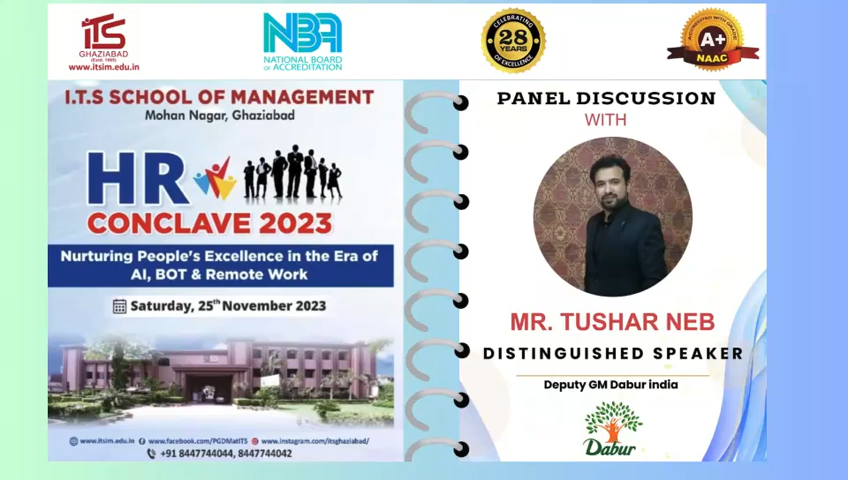 iTS
GHAZIABAD
(Estd. 1995)
www.itsim.edu.in
NBA
NATIONAL BOARD
OF ACCREDITATION
CELEBRATING
28
YEARS
OF EXCELLENCE
ACCREDITED WITH GRADE
A+
NAAC
I.T.S SCHOOL OF MANAGEMENT
Mohan Nagar, Ghaziabad
HR
CONCLAVE 2023
Nurturing People's Excellence in the Era of
AI, BOT & Remote Work
Saturday, 25th November 2023
www.itsim.edu.in www.facebook.com/PGDMatITS www.instagram.com/itsghaziabad/
+91 8447744044, 8447744042
PANEL DISCUSSION
WITH
MR. TUSHAR NEB
DISTINGUISHED SPEAKER
Deputy GM Dabur india
Dabur